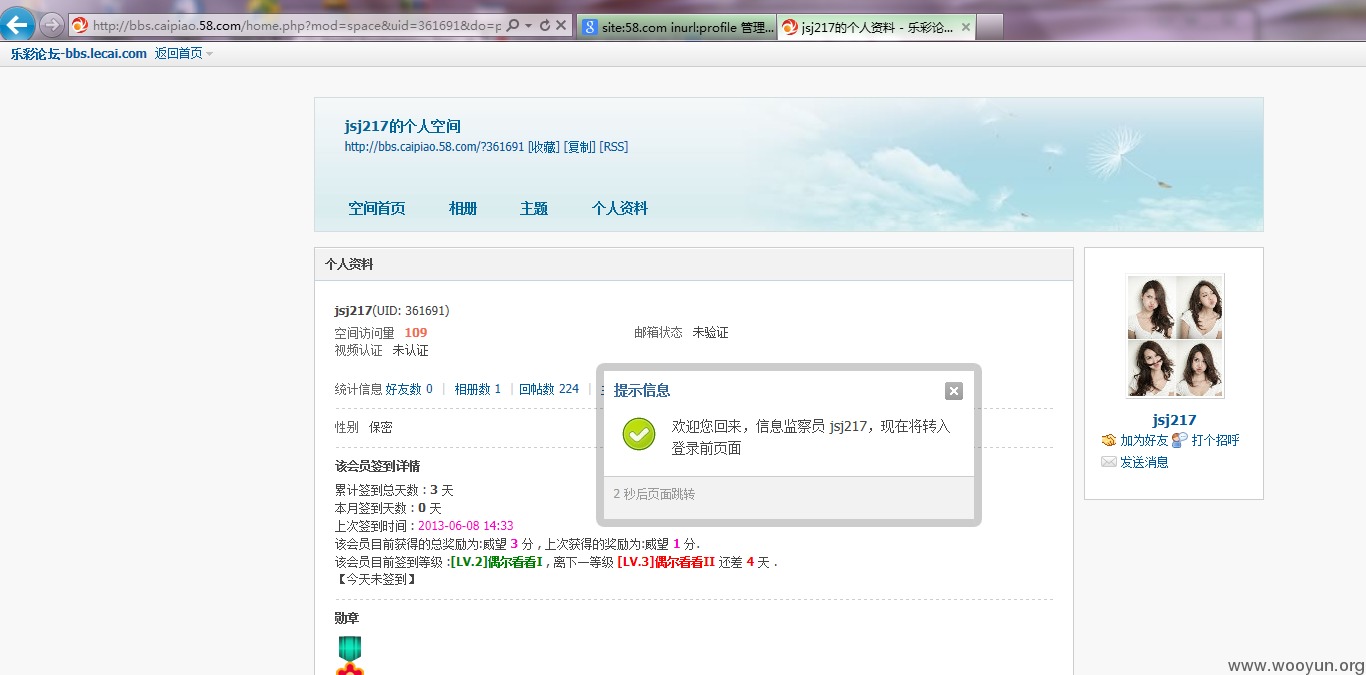 http://bbs.caipiao.58.com/home.php?mod=space&uid=361691&do=p
site:58.com inurl:profile 管理...
jsj217的个人资料 - 乐彩论...
乐彩论坛-bbs.lecai.com 返回首页
jsj217的个人空间
http://bbs.caipiao.58.com/?361691 [收藏] [复制] [RSS]
空间首页 相册 主题 个人资料
个人资料
jsj217(UID: 361691)
空间访问量 109
邮箱状态 未验证
视频认证 未认证
统计信息 好友数 0 | 相册数 1 | 回帖数 224 |
性别 保密
该会员签到详情
累计签到总天数 : 3 天
本月签到天数 : 0 天
上次签到时间 : 2013-06-08 14:33
该会员目前获得的总奖励为:威望 3 分 , 上次获得的奖励为:威望 1 分.
该会员目前签到等级 :[LV.2]偶尔看看I , 离下一等级 [LV.3]偶尔看看II 还差 4 天 .
【今天未签到】
勋章
提示信息
欢迎您回来，信息监察员 jsj217，现在将转入
登录前页面
2 秒后页面跳转
jsj217
加为好友 打个招呼
发送消息
www.wooyun.org